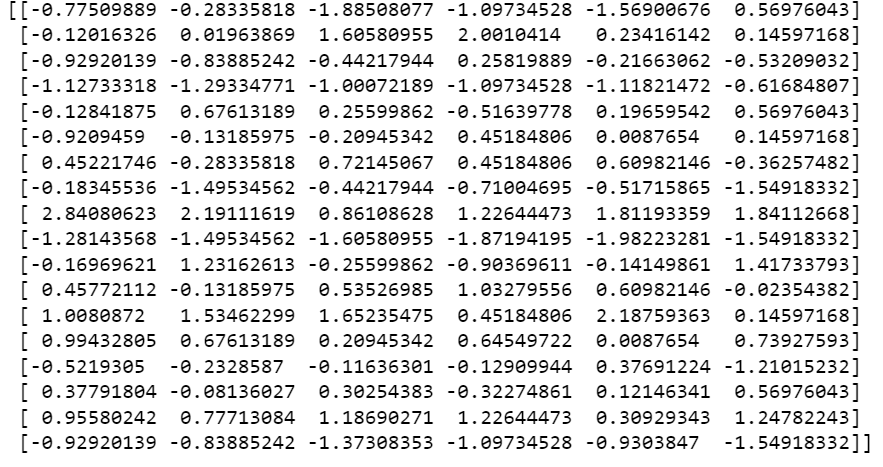 [[-0.77509889 -0.28335818 -1.88508077 -1.09734528 -1.56900676  0.56976043]
 [-0.12016326  0.01963869  1.60580955  2.0010414   0.23416142  0.14597168]
 [-0.92920139 -0.83885242 -0.44217944  0.25819889 -0.21663062 -0.53209032]
 [-1.12733318 -1.29334771 -1.00072189 -1.09734528 -1.11821472 -0.61684807]
 [-0.12841875  0.67613189  0.25599862 -0.51639778  0.19659542  0.56976043]
 [-0.9209459  -0.13185975 -0.20945342  0.45184806  0.0087654   0.14597168]
 [ 0.45221746 -0.28335818  0.72145067  0.45184806  0.60982146 -0.36257482]
 [-0.18345536 -1.49534562 -0.44217944 -0.71004695 -0.51715865 -1.54918332]
 [ 2.84080623  2.19111619  0.86108628  1.22644473  1.81193359  1.84112668]
 [-1.28143568 -1.49534562 -1.60580955 -1.87194195 -1.98223281 -1.54918332]
 [-0.16969621  1.23162613 -0.25599862 -0.90369611 -0.14149861  1.41733793]
 [ 0.45772112 -0.13185975  0.53526985  1.03279556  0.60982146 -0.02354382]
 [ 1.0080872   1.53462299  1.65235475  0.45184806  2.18759363  0.14597168]
 [ 0.99432805  0.67613189  0.20945342  0.64549722  0.0087654   0.73927593]
 [-0.5219305  -0.2328587  -0.11636301 -0.12909944  0.37691224 -1.21015232]
 [ 0.37791804 -0.08136027  0.30254383 -0.32274861  0.12146341  0.56976043]
 [ 0.95580242  0.77713084  1.18690271  1.22644473  0.30929343  1.24782243]
 [-0.92920139 -0.83885242 -1.37308353 -1.09734528 -0.9303847  -1.54918332]]